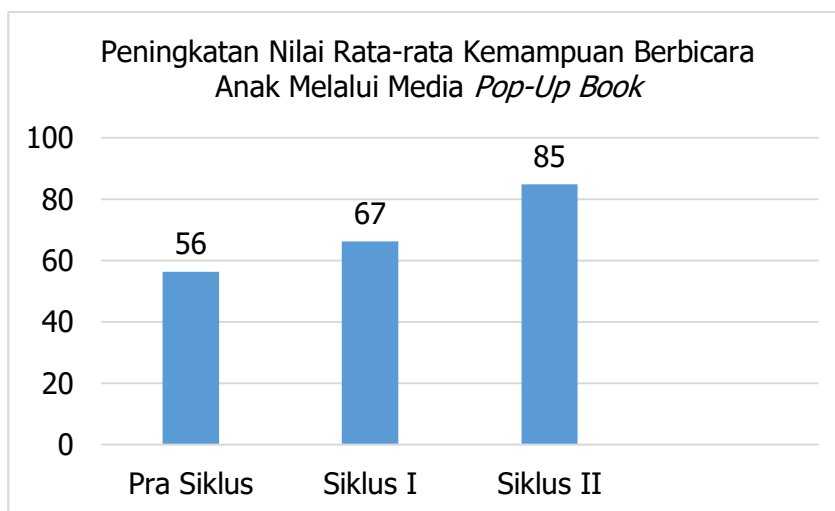 Peningkatan Nilai Rata-rata Kemampuan Berbicara
Anak Melalui Media Pop-Up Book
100
80
60
40
20
0
56
67
85
Pra Siklus
Siklus I
Siklus II